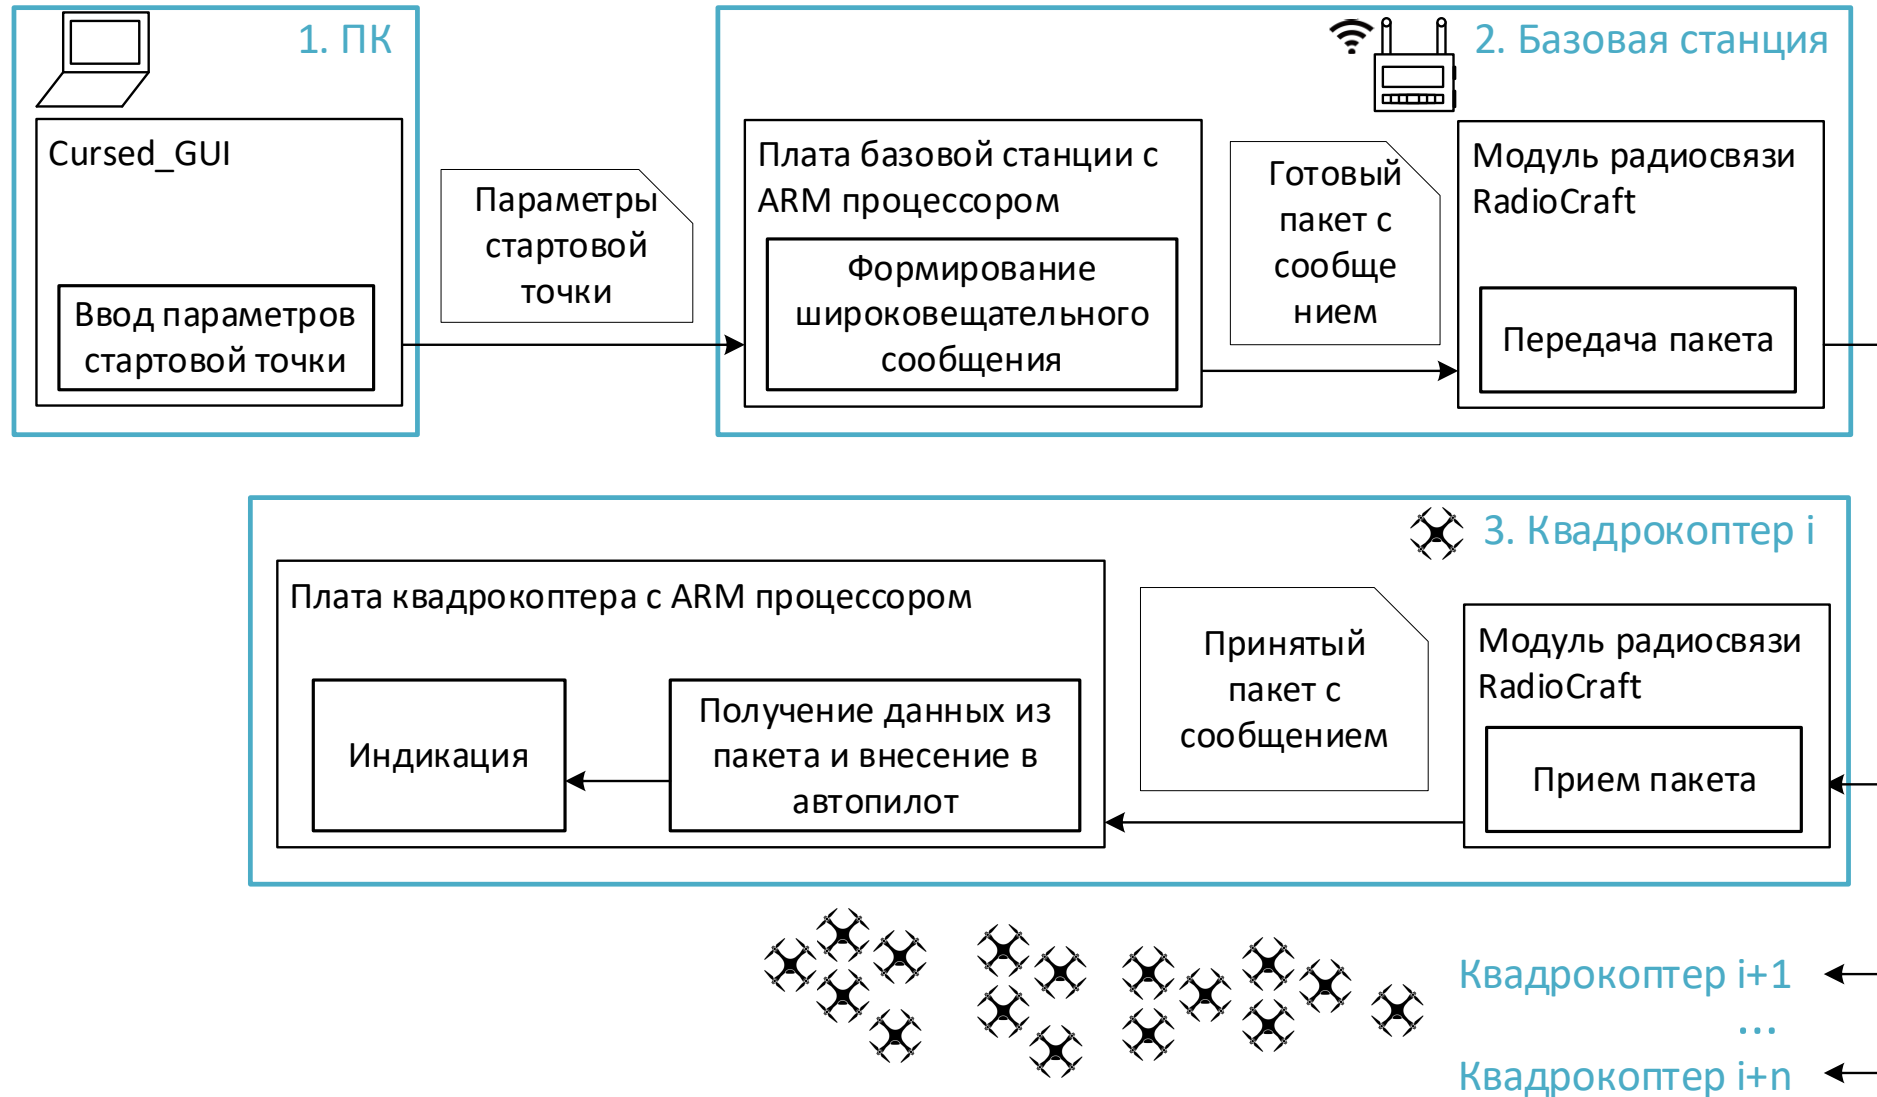 1. ПК
Cursed_GUI
Ввод параметров
стартовой точки
Параметры
стартовой
точки
2. Базовая станция
Плата базовой станции с
ARM процессором
Формирование
широковещательного
сообщения
Готовый
пакет с
сообще
нием
Модуль радиосвязи
RadioCraft
Передача пакета
3. Квадрокоптер i
Плата квадрокоптера с ARM процессором
Индикация
Получение данных из
пакета и внесение в
автопилот
Принятый
пакет с
сообщением
Модуль радиосвязи
RadioCraft
Прием пакета
Квадрокоптер i+1
...
Квадрокоптер i+n